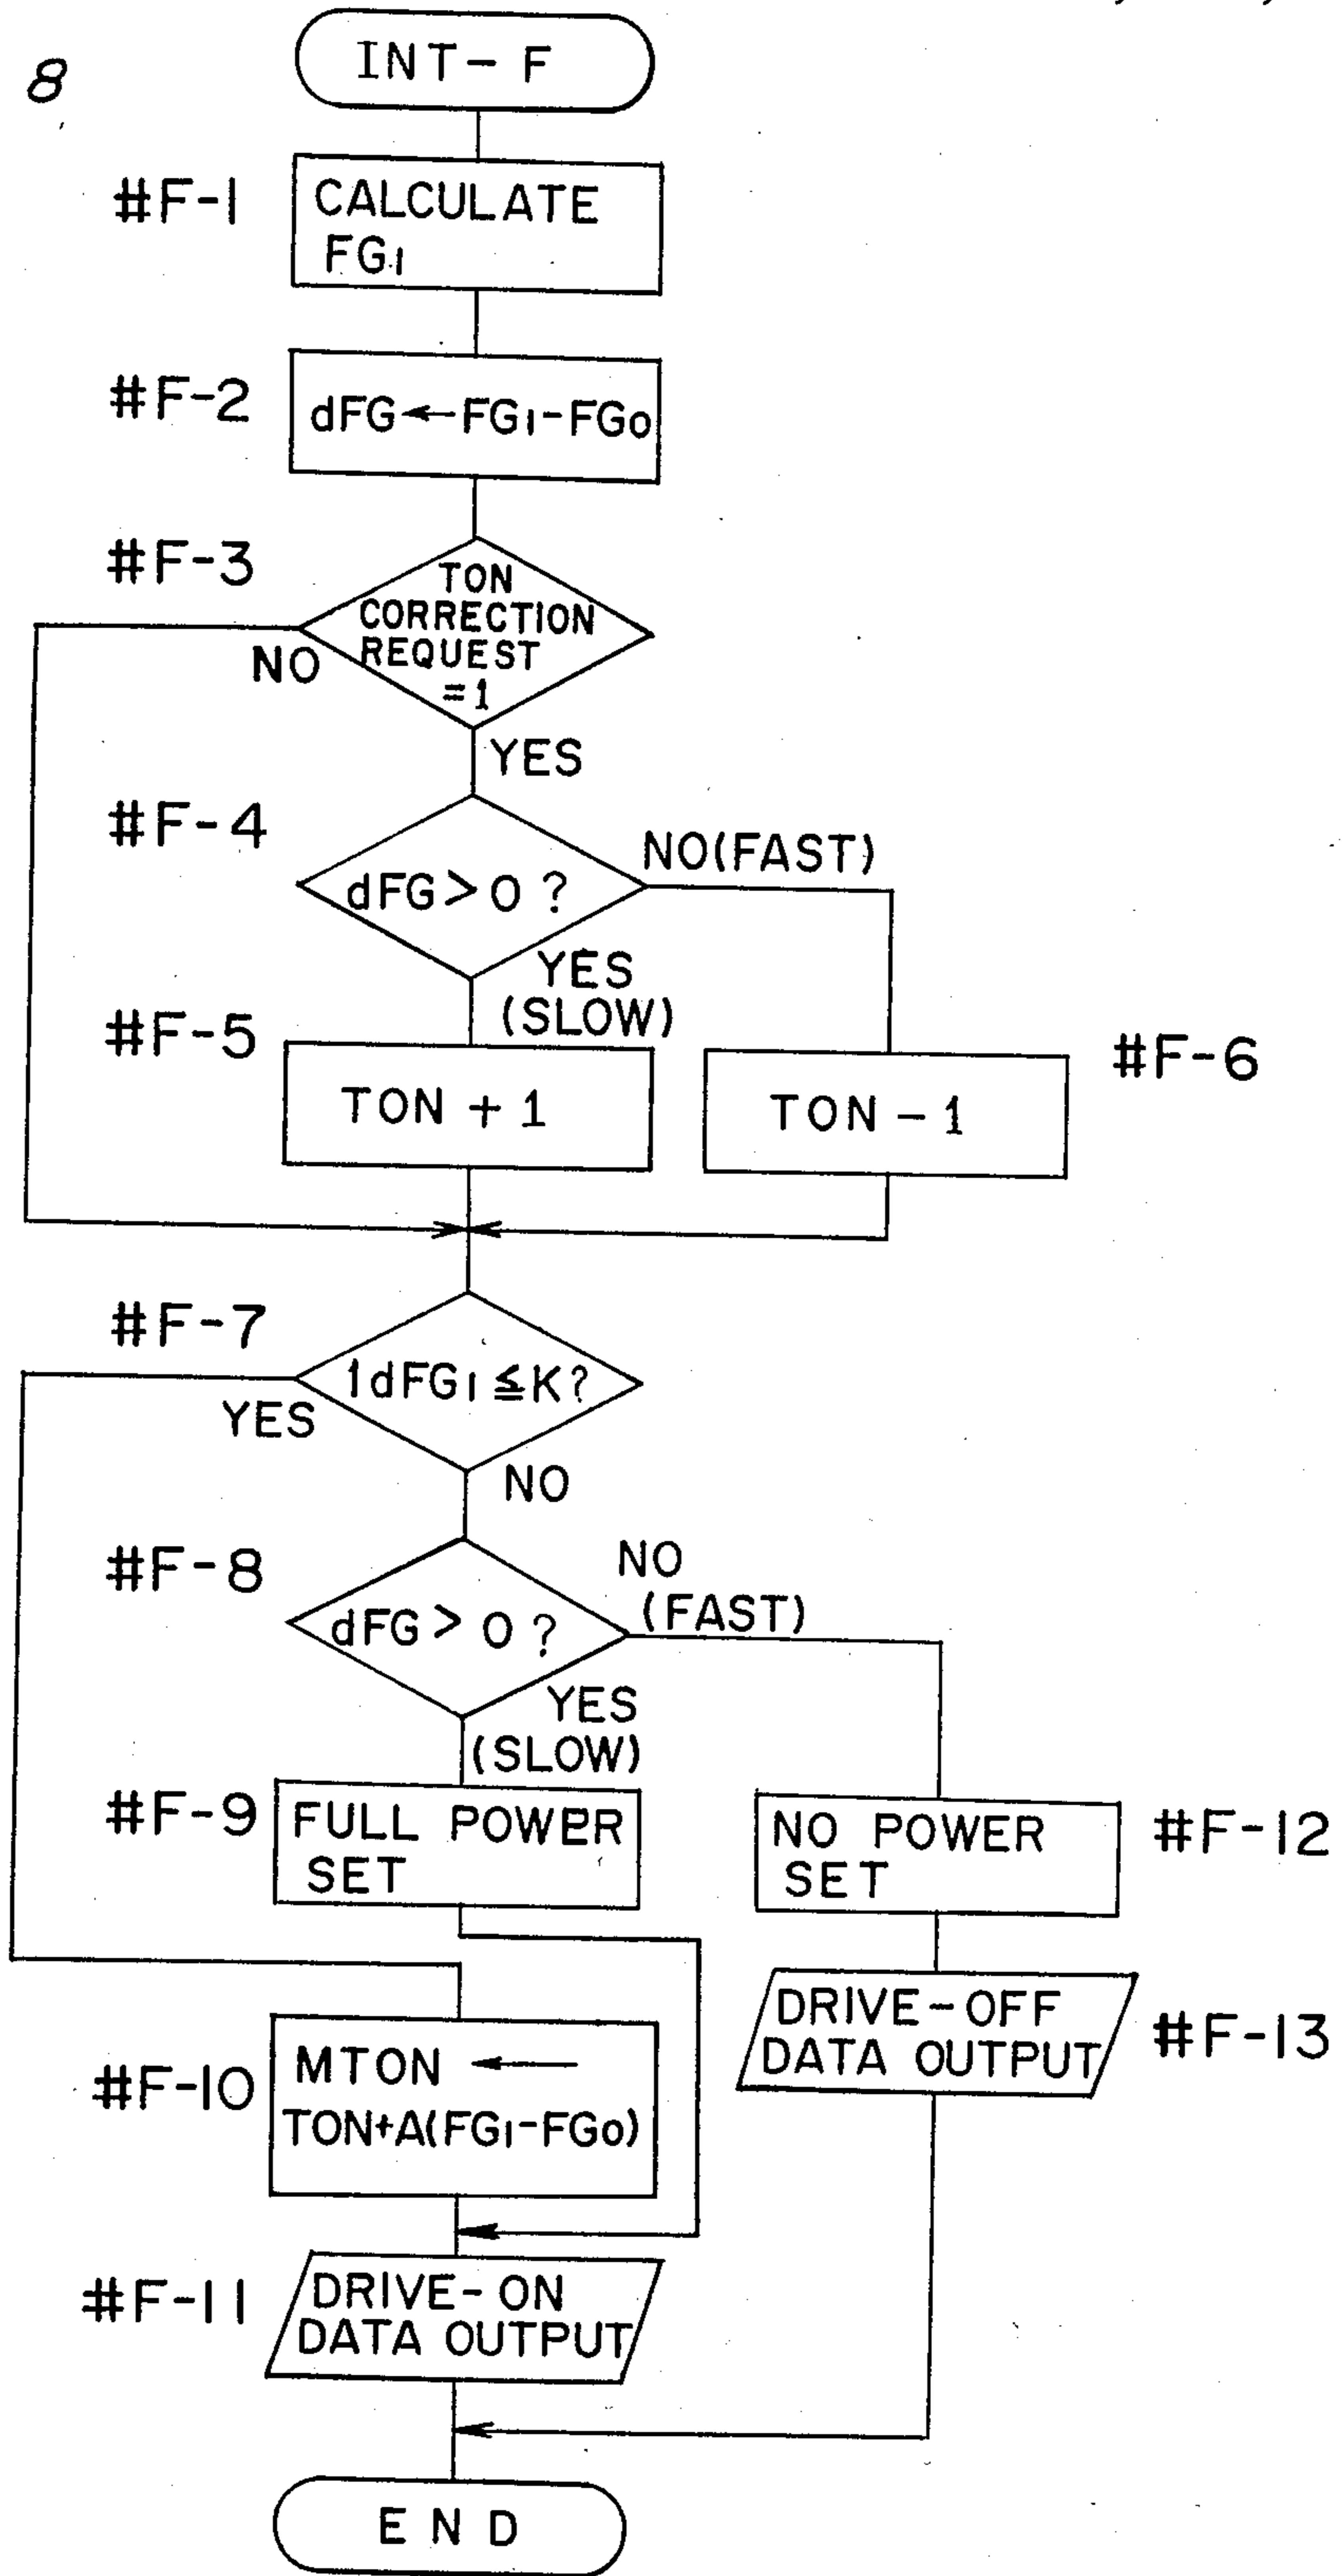 8
INT-F
#F-1
CALCULATE
FG1
#F-2
dFG←FG1-FG0
#F-3
TON
CORRECTION
REQUEST
=1
NO
YES
#F-4
dFG>0 ?
NO(FAST)
YES
(SLOW)
#F-5
TON + 1
TON - 1
#F-6
#F-7
|dFG|≦K?
YES
NO
#F-8
dFG>0 ?
NO
(FAST)
YES
(SLOW)
#F-9
FULL POWER
SET
NO POWER
SET
#F-12
DRIVE-OFF
DATA OUTPUT
#F-13
#F-10
MTON ←
TON+A(FG1-FG0)
#F-11
DRIVE-ON
DATA OUTPUT
END